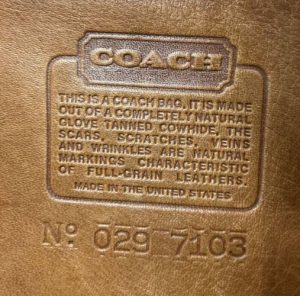 COACH
THIS IS A COACH BAG. IT IS MADE
OUT OF A COMPLETELY NATURAL
GLOVE TANNED COWHIDE, THE
SCARS, SCRATCHES, VEINS
AND WRINKLES ARE NATURAL
MARKINGS CHARACTERISTIC
OF FULL-GRAIN LEATHERS.
MADE IN THE UNITED STATES
Nº 029 7103